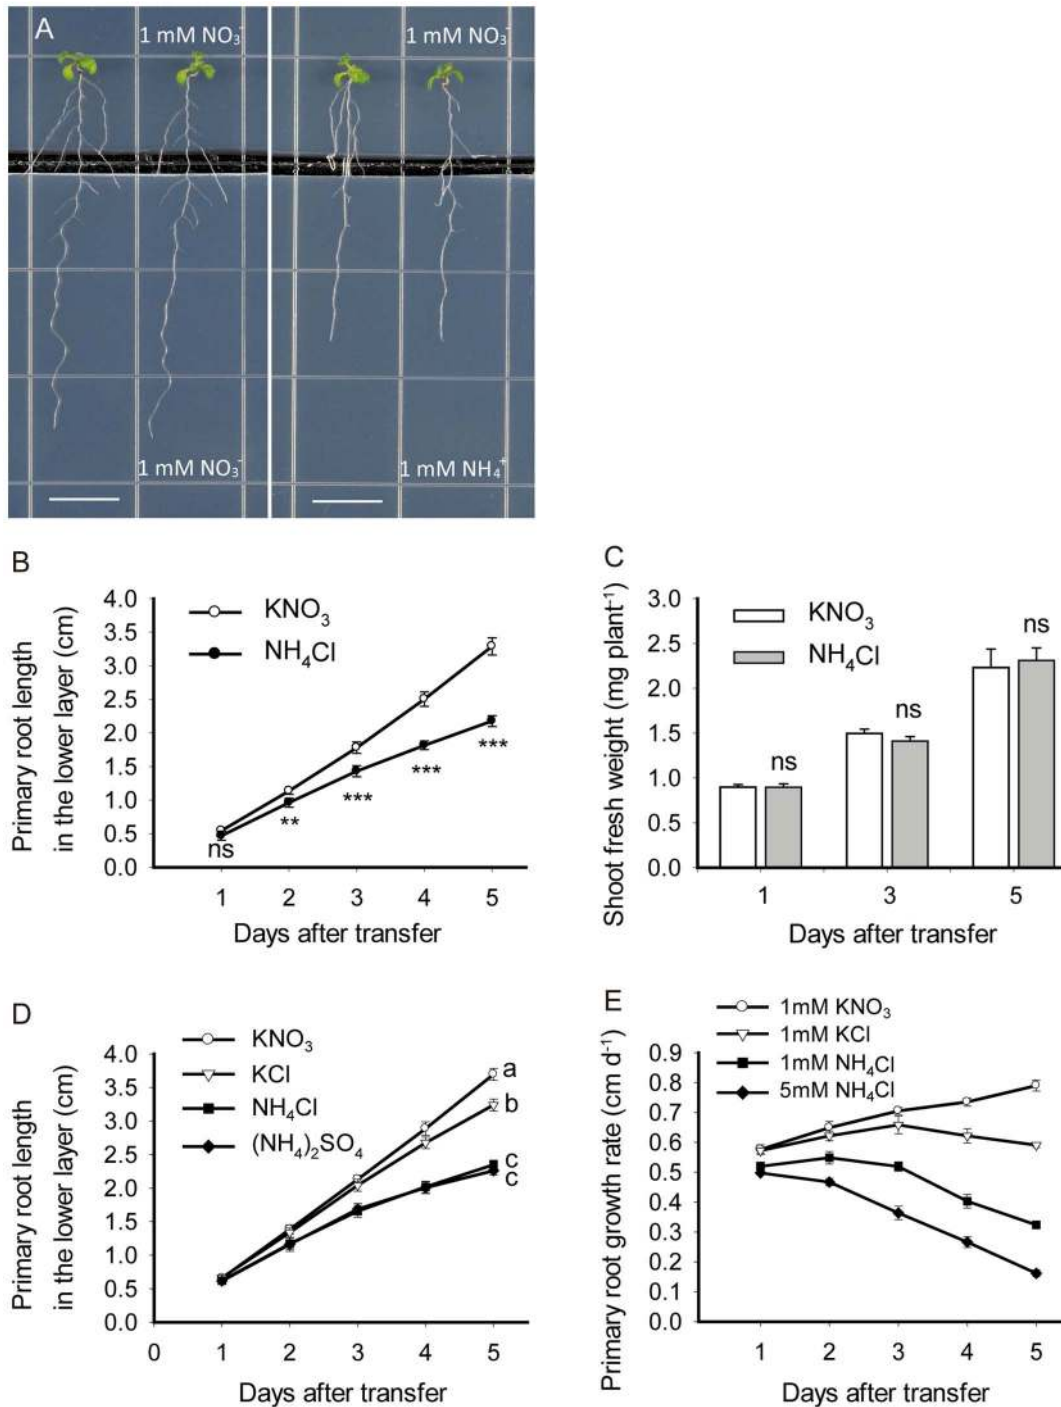 A
1 mM NO₃⁻
1 mM NO₃⁻
1 mM NO₃⁻
1 mM NH₄⁺
B
Primary root length
in the lower layer (cm)
4.0
3.5
3.0
2.5
2.0
1.5
1.0
0.5
0.0
KNO₃
NH₄Cl
ns
**
***
***
***
1 2 3 4 5
Days after transfer
C
Shoot fresh weight (mg plant⁻¹)
3.0
2.5
2.0
1.5
1.0
0.5
0.0
KNO₃
NH₄Cl
ns
ns
ns
1 3 5
Days after transfer
D
Primary root length
in the lower layer (cm)
4.0
3.5
3.0
2.5
2.0
1.5
1.0
0.5
0.0
KNO₃
KCl
NH₄Cl
(NH₄)₂SO₄
a
b
c
c
0 1 2 3 4 5
Days after transfer
E
Primary root growth rate (cm d⁻¹)
1mM KNO₃
1mM KCl
1mM NH₄Cl
5mM NH₄Cl
0.9
0.8
0.7
0.6
0.5
0.4
0.3
0.2
0.1
0.0
1 2 3 4 5
Days after transfer